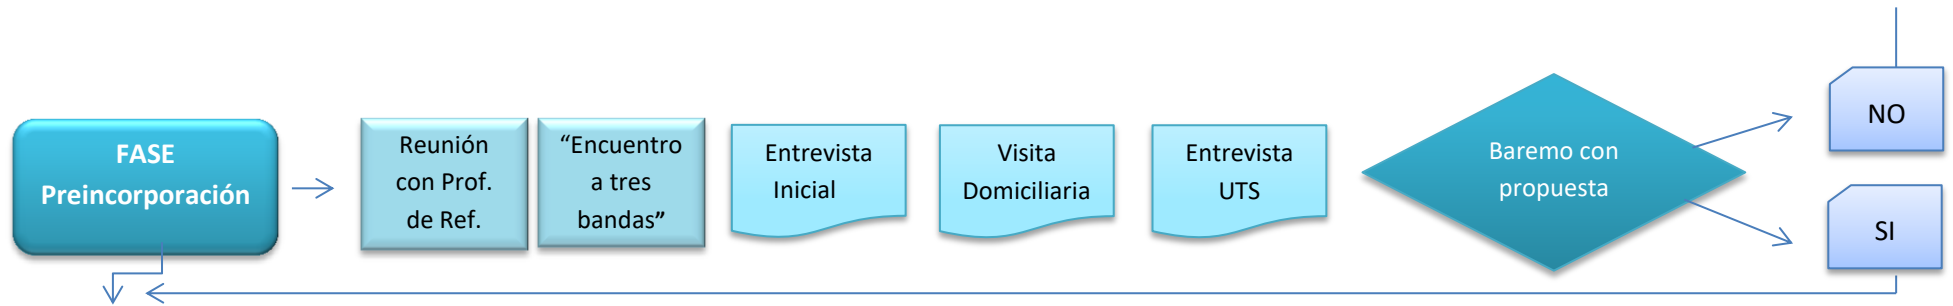 FASE
Preincorporación
Reunión
con Prof.
de Ref.
“Encuentro
a tres
bandas”
Entrevista
Inicial
Visita
Domiciliaria
Entrevista
UTS
Baremo con
propuesta
NO
SI